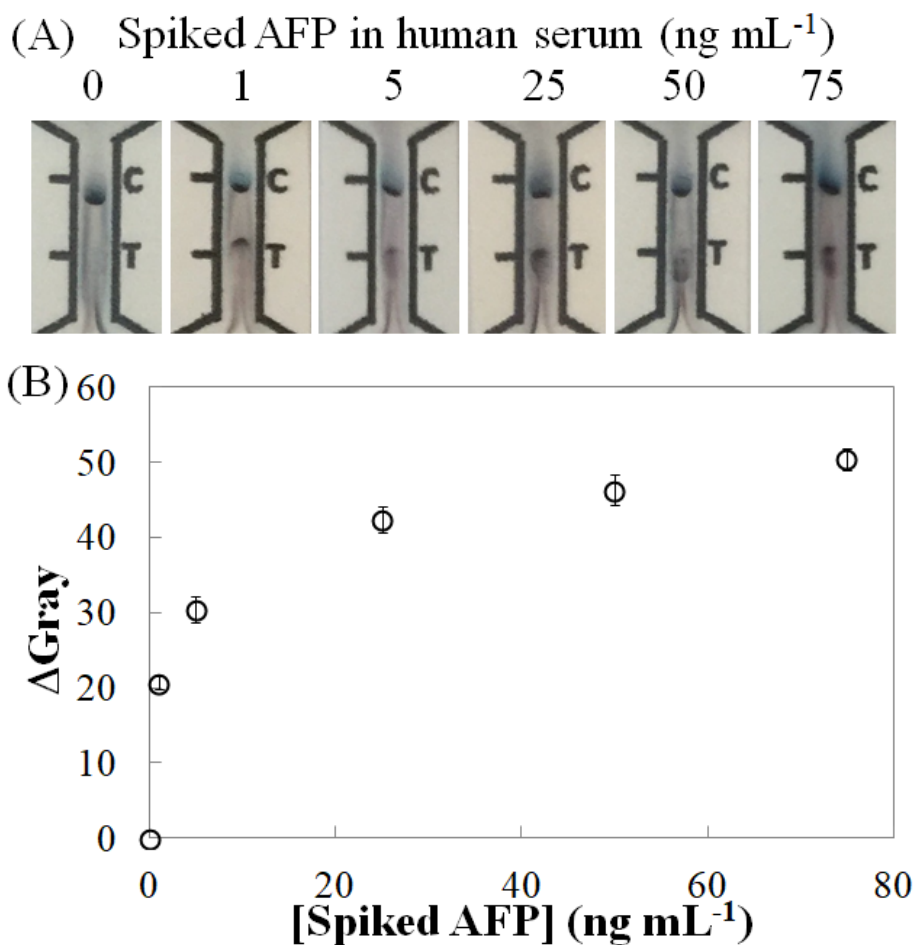 (A) Spiked AFP in human serum (ng mL⁻¹)
0 1 5 25 50 75
C C C C C C
T T T T T T
(B)
60
50
40
30
20
10
0
ΔGray
0 20 40 60 80
[Spiked AFP] (ng mL⁻¹)